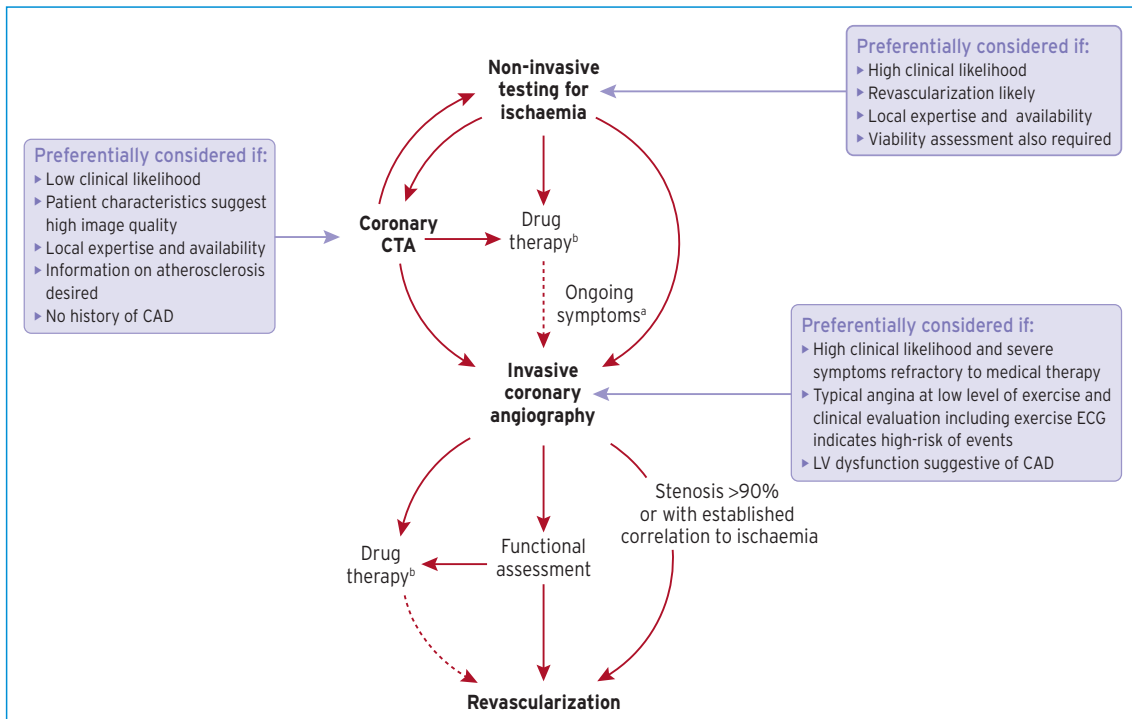 Non-invasive
testing for
ischaemia
Preferentially considered if:
▸ High clinical likelihood
▸ Revascularization likely
▸ Local expertise and availability
▸ Viability assessment also required
Preferentially considered if:
▸ Low clinical likelihood
▸ Patient characteristics suggest
high image quality
▸ Local expertise and availability
▸ Information on atherosclerosis
desired
▸ No history of CAD
Coronary
CTA
Drug
therapyᵇ
Ongoing
symptomsᵃ
Invasive
coronary
angiography
Preferentially considered if:
▸ High clinical likelihood and severe
symptoms refractory to medical therapy
▸ Typical angina at low level of exercise and
clinical evaluation including exercise ECG
indicates high-risk of events
▸ LV dysfunction suggestive of CAD
Stenosis >90%
or with established
correlation to ischaemia
Drug
therapyᵇ
Functional
assessment
Revascularization